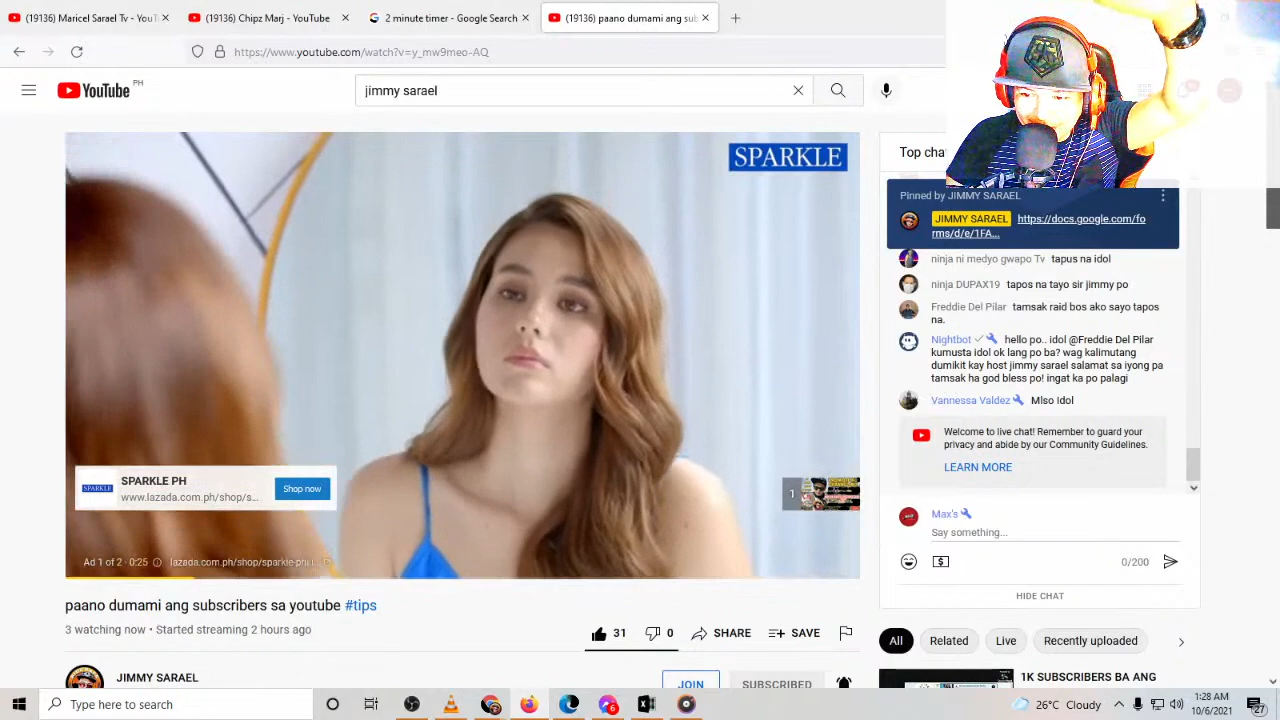 (19136) Maricel Sarael Tv - YouT
(19136) Chipz Marj - YouTube
2 minute timer - Google Search
(19136) paano dumami ang sub
https://www.youtube.com/watch?v=y_mw9meo-AQ
YouTube PH
jimmy sarael
SPARKLE
Top cha
Pinned by JIMMY SARAEL
JIMMY SARAEL https://docs.google.com/fo
rms/d/e/1FA...
ninja ni medyo gwapo Tv tapus na idol
ninja DUPAX19 tapos na tayo sir jimmy po
Freddie Del Pilar tamsak raid bos ako sayo tapos
na.
Nightbot hello po.. idol @Freddie Del Pilar
kumusta idol ok lang po ba? wag kalimutang
dumikit kay host jimmy sarael salamat sa iyong pa
tamsak ha god bless po! ingat ka po palagi
Vannessa Valdez Mlso Idol
Welcome to live chat! Remember to guard your
privacy and abide by our Community Guidelines.
LEARN MORE
Max's
Say something...
0/200
HIDE CHAT
SPARKLE
SPARKLE PH
www.lazada.com.ph/shop/s...
Shop now
1
Ad 1 of 2 · 0:25 lazada.com.ph/shop/sparkle-ph...
paano dumami ang subscribers sa youtube #tips
3 watching now • Started streaming 2 hours ago
31
0
SHARE
SAVE
JIMMY SARAEL
JOIN
SUBSCRIBED
All
Related
Live
Recently uploaded
1K SUBSCRIBERS BA ANG
Type here to search
6
26°C Cloudy
1:28 AM
10/6/2021
27